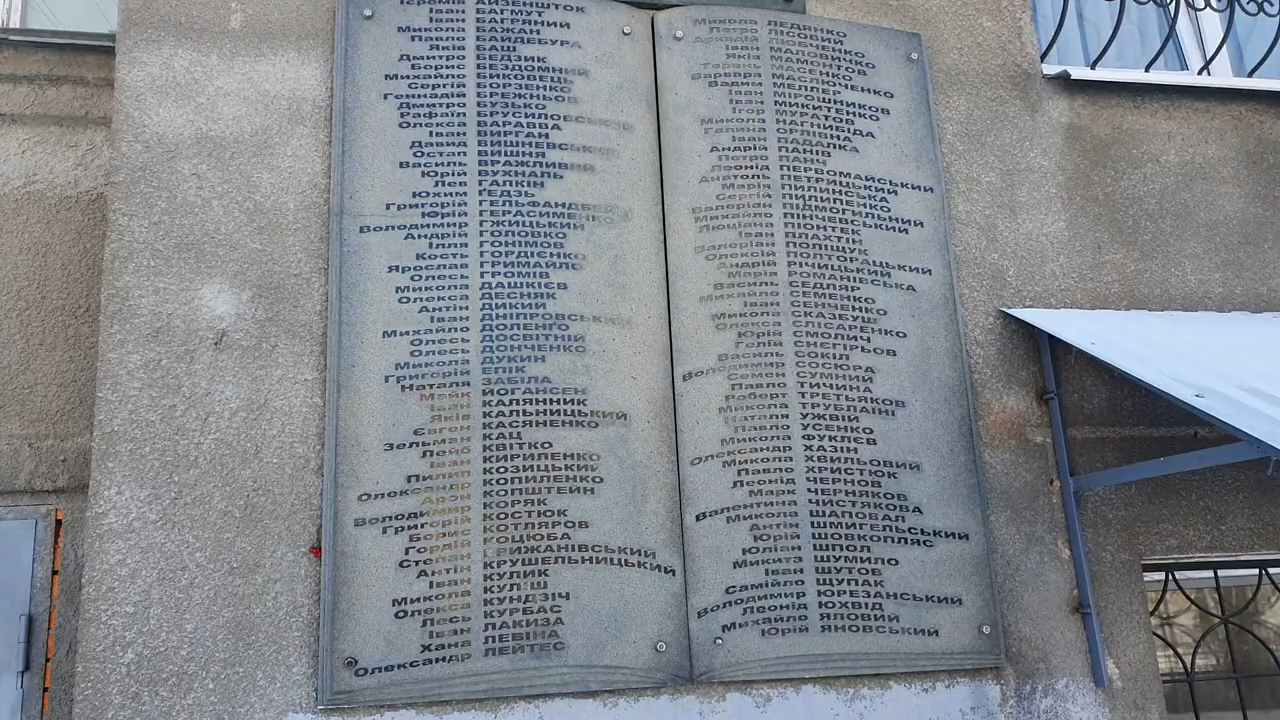 Ієремія АЙЗЕНШТОК
Іван БАГМУТ
Іван БАГРЯНИЙ
Микола БАЖАН
Павло БАЙДЕБУРА
Яків БАШ
Дмитро БЕДЗИК
Борис БЕЗДОМНИЙ
Михайло БИКОВЕЦЬ
Сергій БОРЗЕНКО
Геннадій БРЕЖНЬОВ
Дмитро БУЗЬКО
Рафаїл БРУСИЛОВСЬКИЙ
Олекса ВАРАВВА
Іван ВИРГАН
Давид ВИШНЕВСЬКИЙ
Остап ВИШНЯ
Василь ВРАЖЛИВИЙ
Юрій ВУХНАЛЬ
Лев ГАЛКІН
Юхим ҐЕДЗЬ
Григорій ГЕЛЬФАНДБЕЙН
Юрій ГЕРАСИМЕНКО
Володимир ГЖИЦЬКИЙ
Андрій ГОЛОВКО
Ілля ГОНІМОВ
Кость ГОРДІЄНКО
Ярослав ГРИМАЙЛО
Олесь ГРОМІВ
Микола ДАШКІЄВ
Олекса ДЕСНЯК
Антін ДИКИЙ
Іван ДНІПРОВСЬКИЙ
Михайло ДОЛЕНГО
Олесь ДОСВІТНІЙ
Олесь ДОНЧЕНКО
Микола ДУКИН
Григорій ЕПІК
Наталя ЗАБІЛА
Майк ЙОГАНСЕН
Іван КАЛЯННИК
Яків КАЛЬНИЦЬКИЙ
Євген КАСЯНЕНКО
Зельман КАЦ
Лейб КВІТКО
Іван КИРИЛЕНКО
Пилип КОЗИЦЬКИЙ
Олександр КОПИЛЕНКО
Арон КОПШТЕЙН
Володимир КОРЯК
Григорій КОСТЮК
Борис КОТЛЯРОВ
Гордій КОЦЮБА
Степан КРИЖАНІВСЬКИЙ
Антін КРУШЕЛЬНИЦЬКИЙ
Іван КУЛИК
Микола КУЛІШ
Олекса КУНДЗІЧ
Лесь КУРБАС
Іван ЛАКИЗА
Хана ЛЕВІНА
Олександр ЛЕЙТЕС
Микола ЛЕДЯНКО
Петро ЛІСОВИЙ
Аркадій ЛЮБЧЕНКО
Іван МАЛОВИЧКО
Яків МАМОНТОВ
Терень МАСЕНКО
Варвара МАСЛЮЧЕНКО
Вадим МЕЛЛЕР
Іван МІРОШНИКОВ
Іван МИКИТЕНКО
Ігор МУРАТОВ
Микола НАГНИБІДА
Галина ОРЛІВНА
Іван ПАДАЛКА
Андрій ПАНІВ
Петро ПАНЧ
Леонід ПЕРВОМАЙСЬКИЙ
Анатоль ПЕТРИЦЬКИЙ
Марія ПИЛИНСЬКА
Сергій ПИЛИПЕНКО
Валеріан ПІДМОГИЛЬНИЙ
Михайло ПІНЧЕВСЬКИЙ
Люціана ПІОНТЕК
Іван ПЛАХТІН
Валеріан ПОЛІЩУК
Олексій ПОЛТОРАЦЬКИЙ
Андрій РІЧИЦЬКИЙ
Марія РОМАНІВСЬКА
Василь СЕДЛЯР
Михайло СЕМЕНКО
Іван СЕНЧЕНКО
Микола СКАЗБУШ
Олекса СЛІСАРЕНКО
Юрій СМОЛИЧ
Гелій СНЄГІРЬОВ
Василь СОКІЛ
Володимир СОСЮРА
Семен СУМНИЙ
Павло ТИЧИНА
Роберт ТРЕТЬЯКОВ
Микола ТРУБЛАЇНІ
Наталя УЖВІЙ
Павло УСЕНКО
Микола ФУКЛЄВ
Олександр ХАЗІН
Микола ХВИЛЬОВИЙ
Павло ХРИСТЮК
Леонід ЧЕРНОВ
Марк ЧЕРНЯКОВ
Валентина ЧИСТЯКОВА
Микола ШАПОВАЛ
Антін ШМИГЕЛЬСЬКИЙ
Юрій ШОВКОПЛЯС
Юліан ШПОЛ
Микита ШУМИЛО
Іван ШУТОВ
Самійло ЩУПАК
Володимир ЮРЕЗАНСЬКИЙ
Леонід ЮХВІД
Михайло ЯЛОВИЙ
Юрій ЯНОВСЬКИЙ